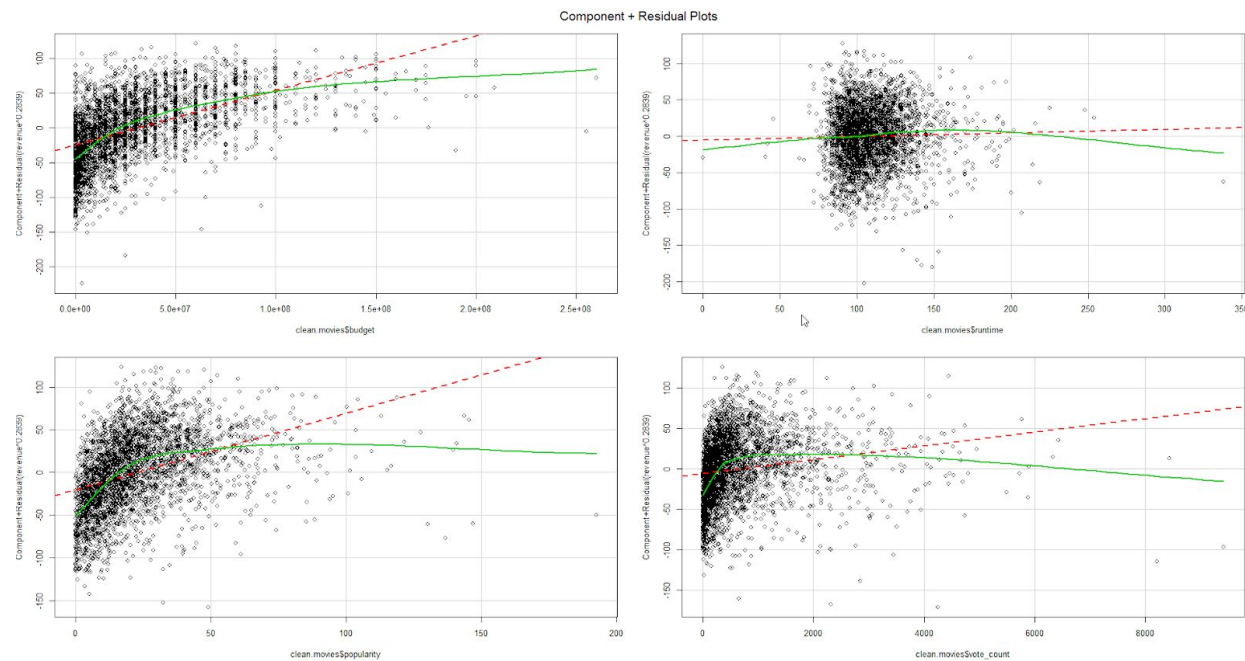 Component + Residual Plots
Component+Residual(revenue^0.2839)
-200 -150 -100 -50 0 50 100
0.0e+00 5.0e+07 1.0e+08 1.5e+08 2.0e+08 2.5e+08
clean.movies$budget
Component+Residual(revenue^0.2839)
-200 -150 -100 -50 0 50 100
0 50 100 150 200 250 300 350
clean.movies$runtime
Component+Residual(revenue^0.2839)
-150 -100 -50 0 50 100
0 50 100 150 200
clean.movies$popularity
Component+Residual(revenue^0.2839)
-150 -100 -50 0 50 100
0 2000 4000 6000 8000
clean.movies$vote_count